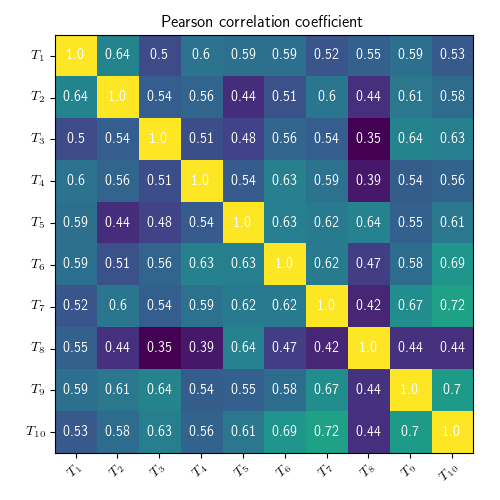 Pearson correlation coefficient
T₁ 1.0 0.64 0.5 0.6 0.59 0.59 0.52 0.55 0.59 0.53
T₂ 0.64 1.0 0.54 0.56 0.44 0.51 0.6 0.44 0.61 0.58
T₃ 0.5 0.54 1.0 0.51 0.48 0.56 0.54 0.35 0.64 0.63
T₄ 0.6 0.56 0.51 1.0 0.54 0.63 0.59 0.39 0.54 0.56
T₅ 0.59 0.44 0.48 0.54 1.0 0.63 0.62 0.64 0.55 0.61
T₆ 0.59 0.51 0.56 0.63 0.63 1.0 0.62 0.47 0.58 0.69
T₇ 0.52 0.6 0.54 0.59 0.62 0.62 1.0 0.42 0.67 0.72
T₈ 0.55 0.44 0.35 0.39 0.64 0.47 0.42 1.0 0.44 0.44
T₉ 0.59 0.61 0.64 0.54 0.55 0.58 0.67 0.44 1.0 0.7
T₁₀ 0.53 0.58 0.63 0.56 0.61 0.69 0.72 0.44 0.7 1.0
T₁ T₂ T₃ T₄ T₅ T₆ T₇ T₈ T₉ T₁₀